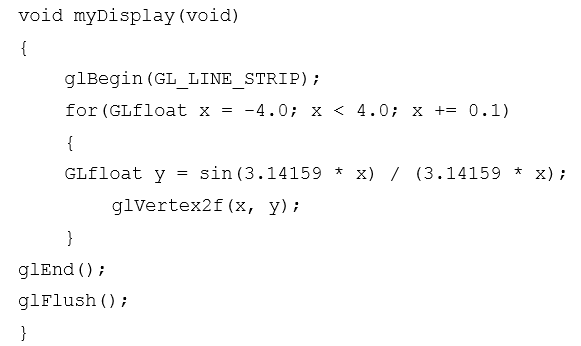 void myDisplay(void)
{
glBegin(GL_LINE_STRIP);
for(GLfloat x = -4.0; x < 4.0; x += 0.1)
{
GLfloat y = sin(3.14159 * x) / (3.14159 * x);
glVertex2f(x, y);
}
glEnd();
glFlush();
}